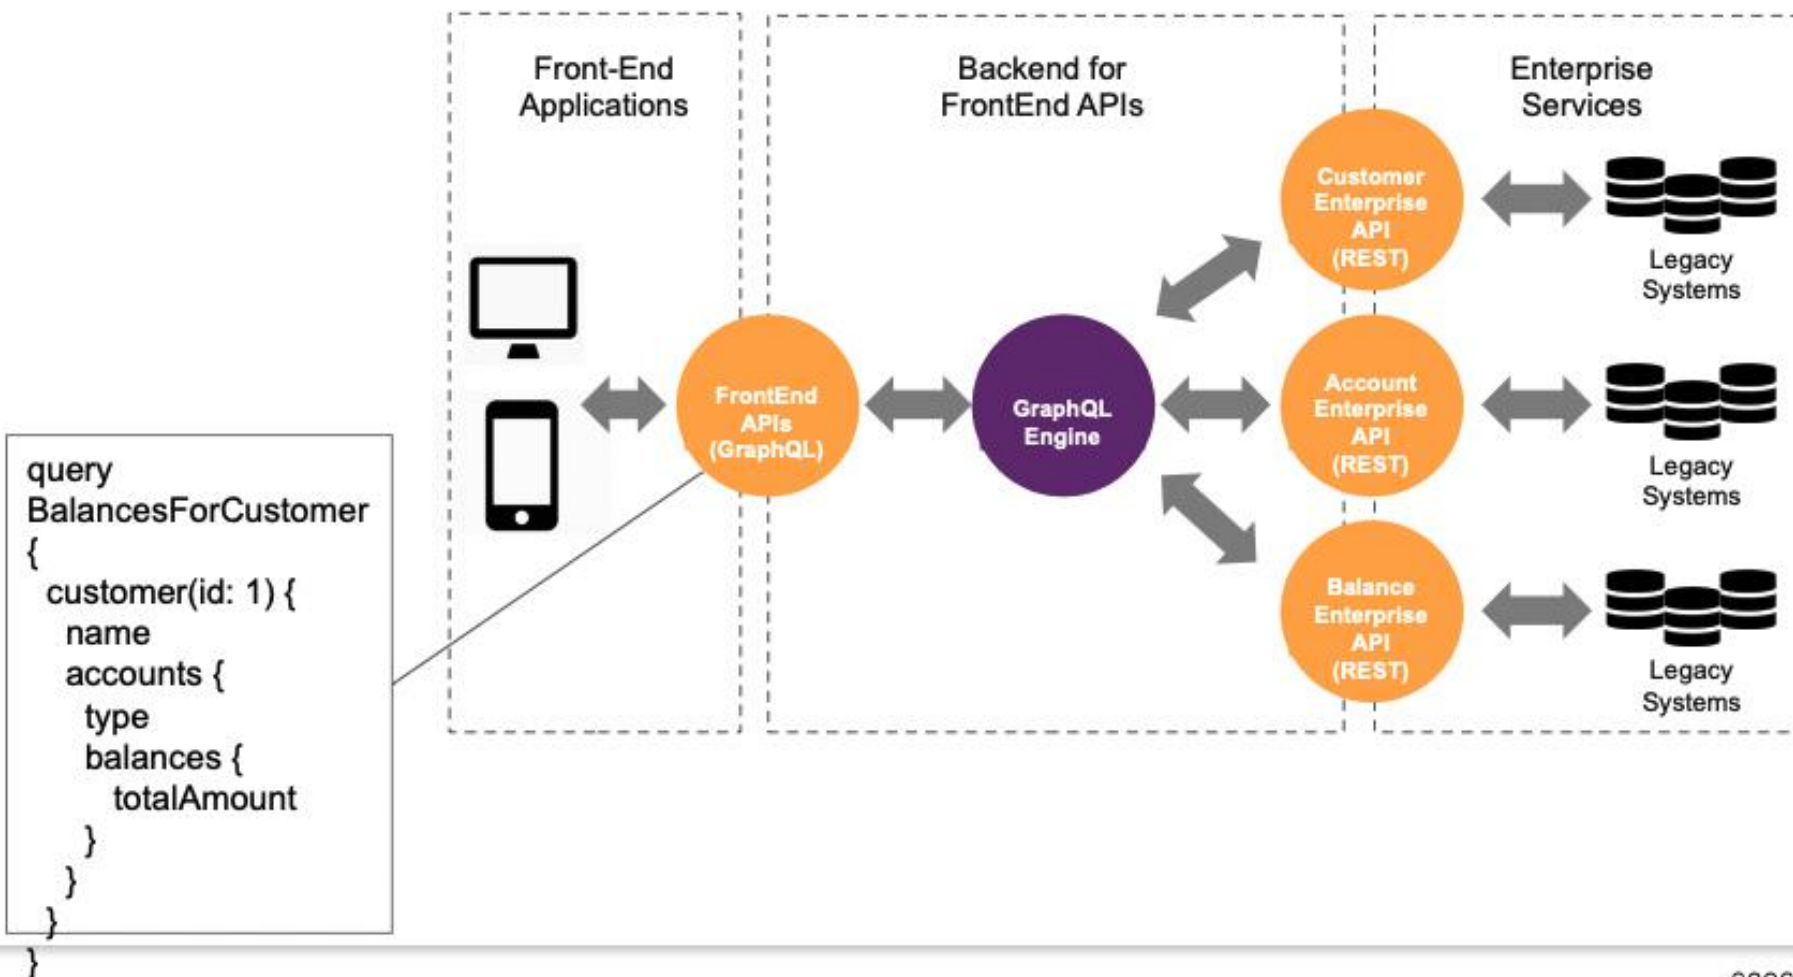 Front-End
Applications
Backend for
FrontEnd APIs
Enterprise
Services
Customer
Enterprise
API
(REST)
Legacy
Systems
FrontEnd
APIs
(GraphQL)
GraphQL
Engine
Account
Enterprise
API
(REST)
Legacy
Systems
Balance
Enterprise
API
(REST)
Legacy
Systems
query
BalancesForCustomer
{
customer(id: 1) {
name
accounts {
type
balances {
totalAmount
}
}
}
}